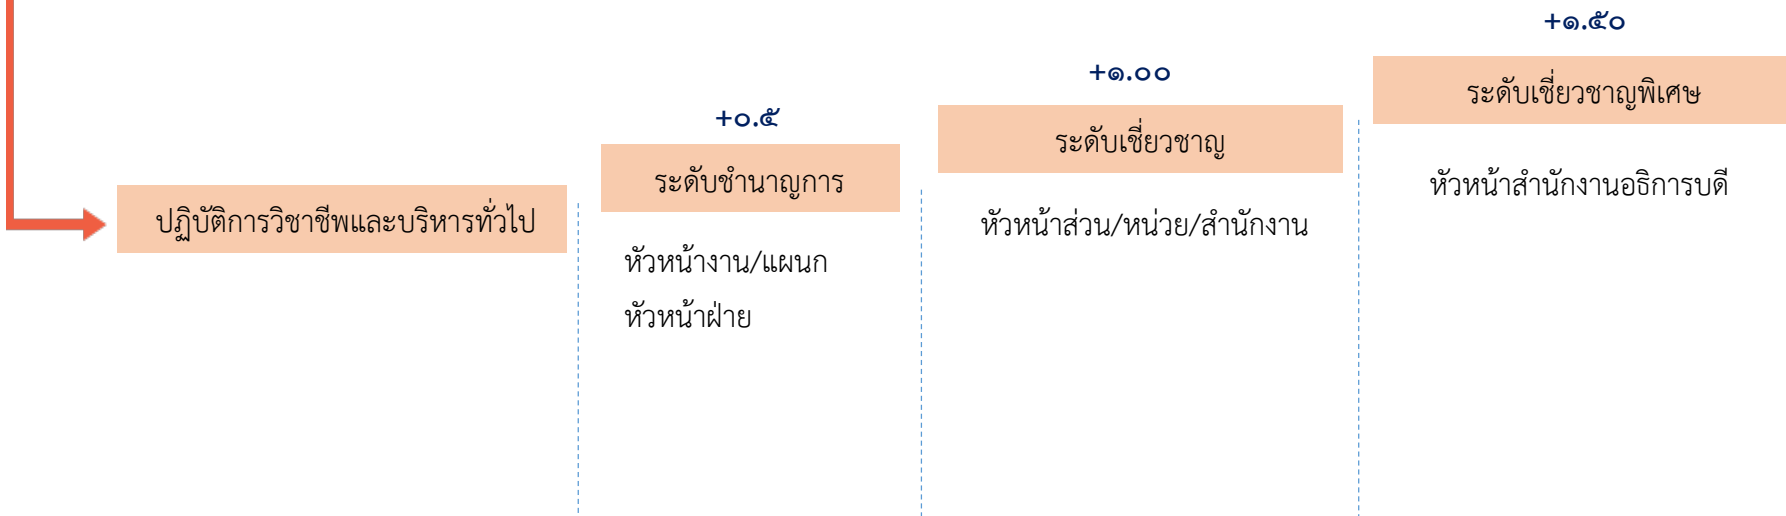 ปฏิบัติการวิชาชีพและบริหารทั่วไป
+๐.๕
ระดับชำนาญการ
หัวหน้างาน/แผนก
หัวหน้าฝ่าย
+๑.๐๐
ระดับเชี่ยวชาญ
หัวหน้าส่วน/หน่วย/สำนักงาน
+๑.๕๐
ระดับเชี่ยวชาญพิเศษ
หัวหน้าสำนักงานอธิการบดี